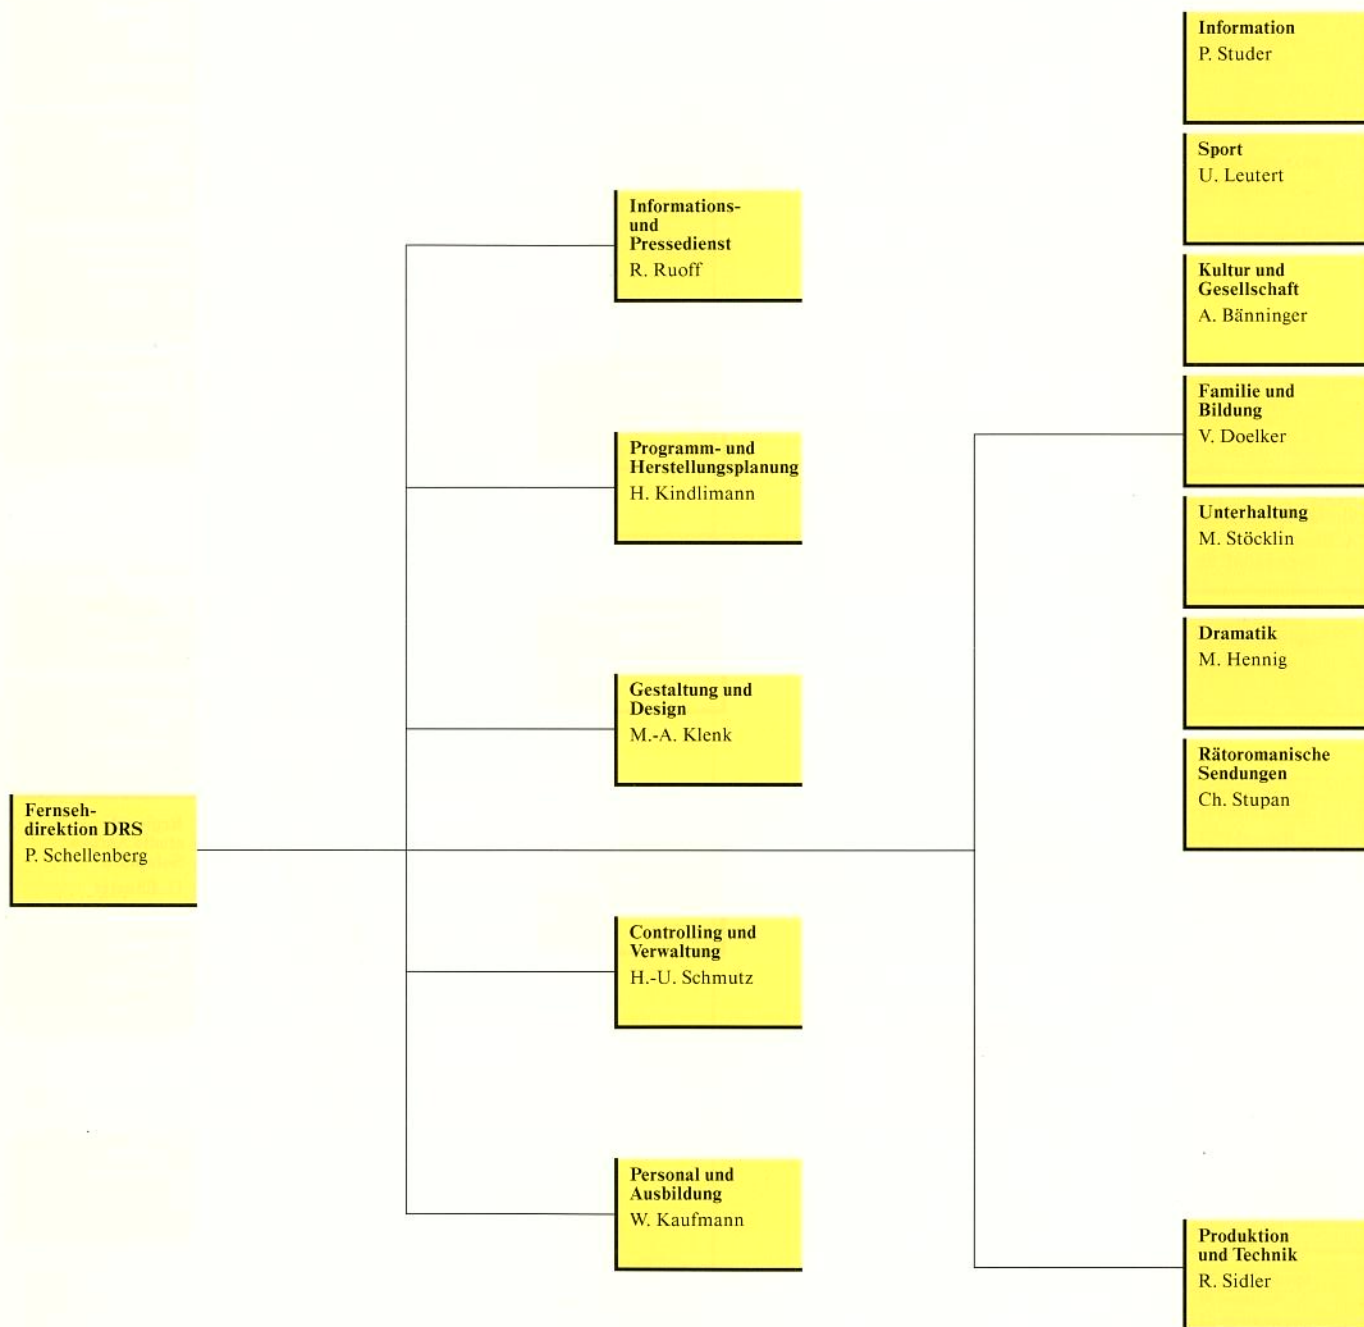 Fernseh-
direktion DRS
P. Schellenberg
Informations-
und
Pressedienst
R. Ruoff
Programm- und
Herstellungsplanung
H. Kindlimann
Gestaltung und
Design
M.-A. Klenk
Controlling und
Verwaltung
H.-U. Schmutz
Personal und
Ausbildung
W. Kaufmann
Information
P. Studer
Sport
U. Leutert
Kultur und
Gesellschaft
A. Bänninger
Familie und
Bildung
V. Doelker
Unterhaltung
M. Stöcklin
Dramatik
M. Hennig
Rätoromanische
Sendungen
Ch. Stupan
Produktion
und Technik
R. Sidler